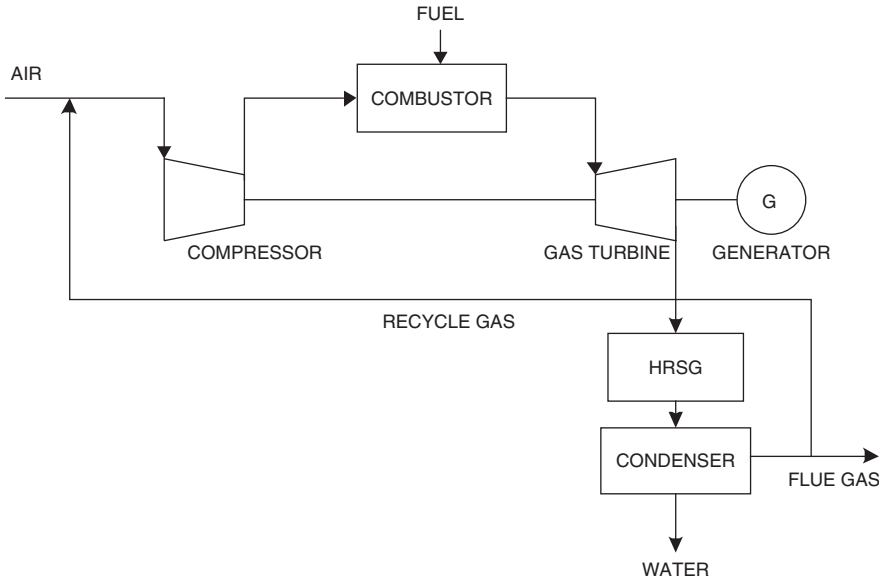 FUEL
AIR
COMBUSTOR
G
COMPRESSOR
GAS TURBINE
GENERATOR
RECYCLE GAS
HRSG
CONDENSER
FLUE GAS
WATER